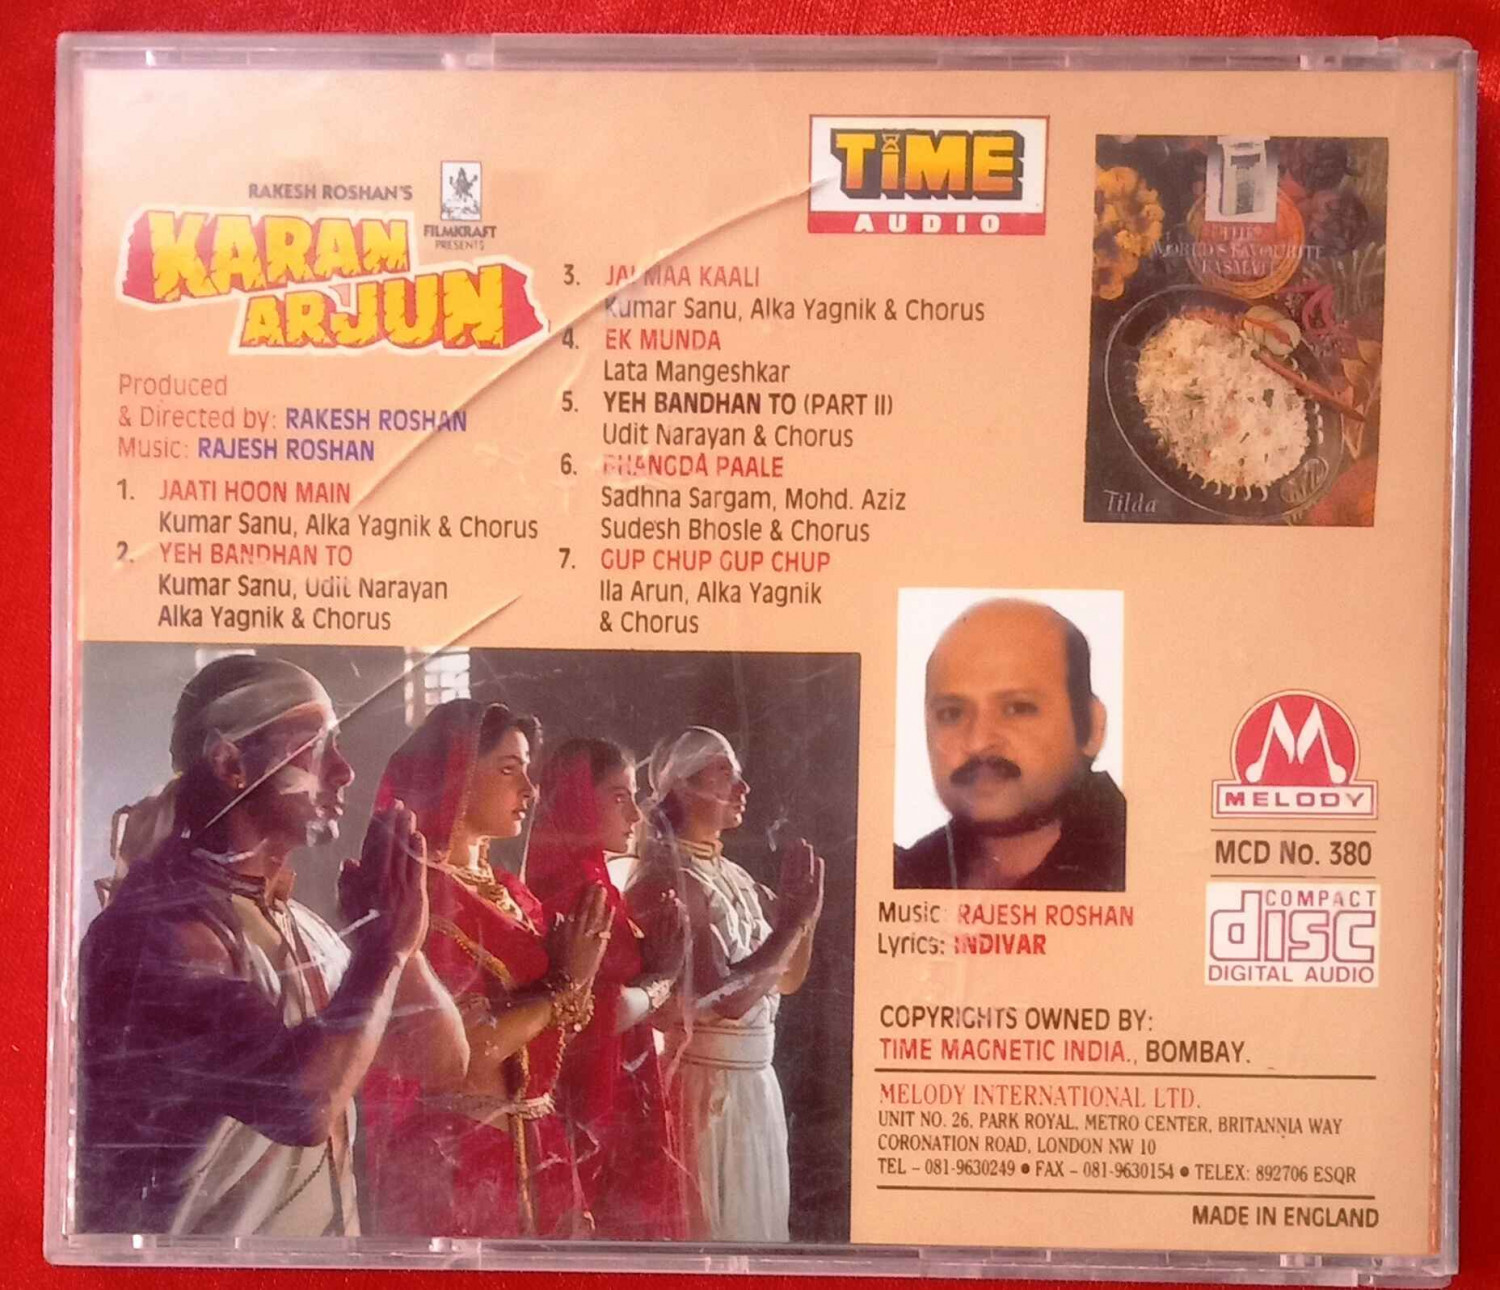 RAKESH ROSHAN'S
FILMKRAFT
PRESENTS
KARAN
ARJUN
Produced
& Directed by: RAKESH ROSHAN
Music: RAJESH ROSHAN
1. JAATI HOON MAIN
Kumar Sanu, Alka Yagnik & Chorus
2. YEH BANDHAN TO
Kumar Sanu, Udit Narayan
Alka Yagnik & Chorus
3. JAI MAA KAALI
Kumar Sanu, Alka Yagnik & Chorus
4. EK MUNDA
Lata Mangeshkar
5. YEH BANDHAN TO (PART II)
Udit Narayan & Chorus
6. BHANGDA PAALE
Sadhna Sargam, Mohd. Aziz
Sudesh Bhosle & Chorus
7. GUP CHUP GUP CHUP
Ila Arun, Alka Yagnik
& Chorus
TIME
AUDIO
THE
WORLD'S FAVOURITE
BASMATI
Tilda
Music: RAJESH ROSHAN
Lyrics: INDIVAR
MELODY
MCD No. 380
COMPACT
disc
DIGITAL AUDIO
COPYRIGHTS OWNED BY:
TIME MAGNETIC INDIA., BOMBAY.
MELODY INTERNATIONAL LTD.
UNIT NO. 26, PARK ROYAL, METRO CENTER, BRITANNIA WAY
CORONATION ROAD, LONDON NW 10
TEL – 081-9630249 ● FAX – 081-9630154 ● TELEX: 892706 ESQR
MADE IN ENGLAND